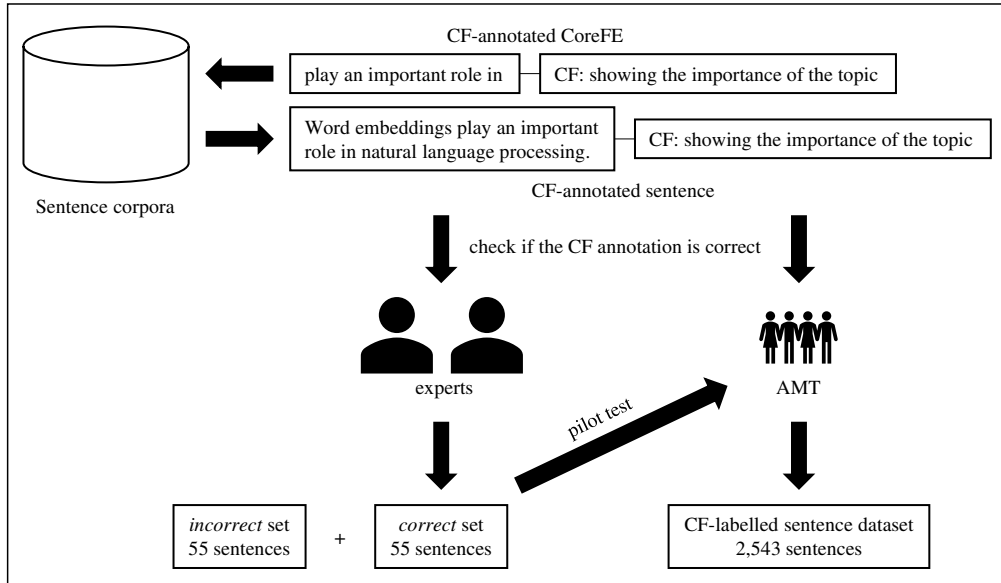 CF-annotated CoreFE
play an important role in
CF: showing the importance of the topic
Word embeddings play an important
role in natural language processing.
CF: showing the importance of the topic
Sentence corpora
CF-annotated sentence
check if the CF annotation is correct
experts
AMT
pilot test
incorrect set
55 sentences
+
correct set
55 sentences
CF-labelled sentence dataset
2,543 sentences